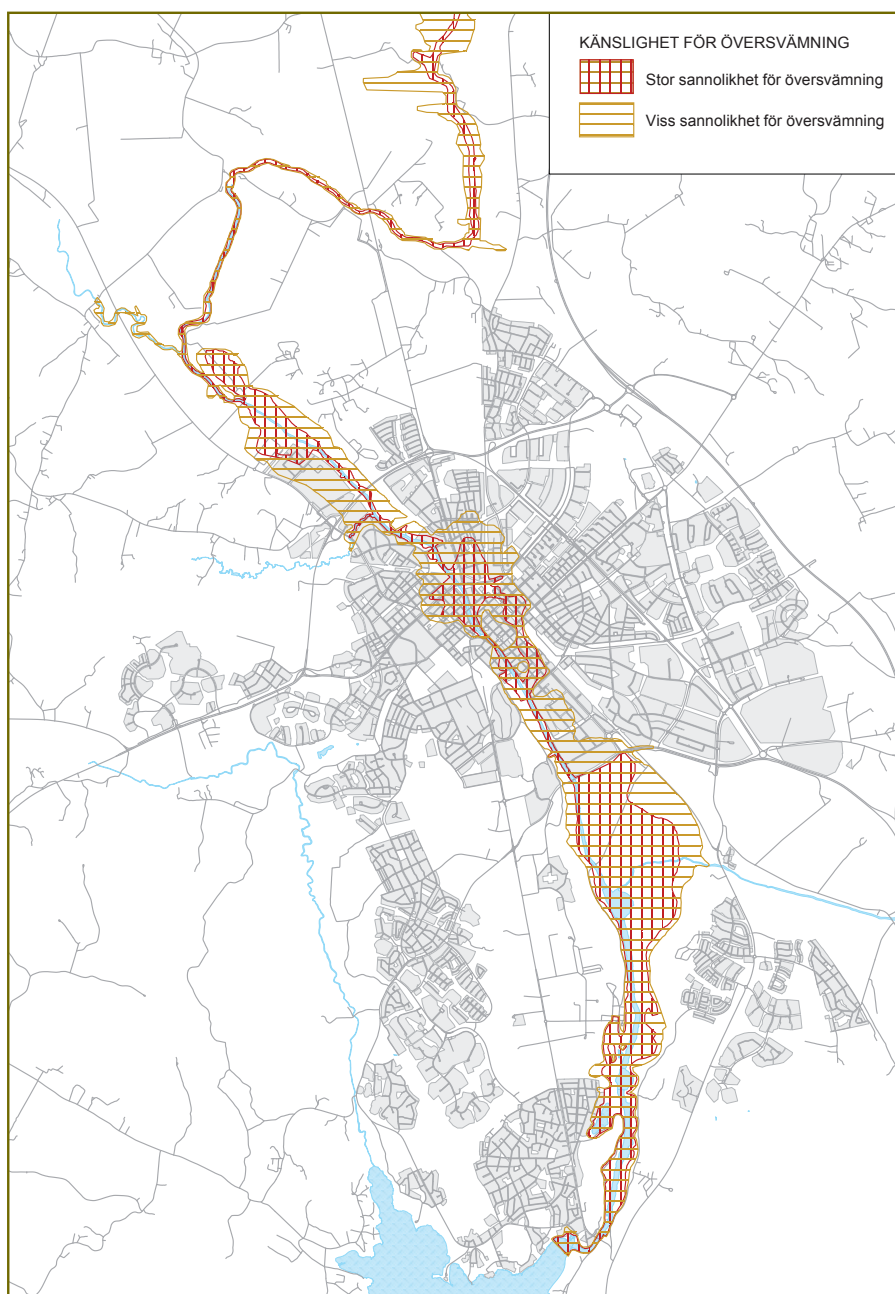 KÄNSLIGHET FÖR ÖVERSVÄMNING
Stor sannolikhet för översvämning
Viss sannolikhet för översvämning